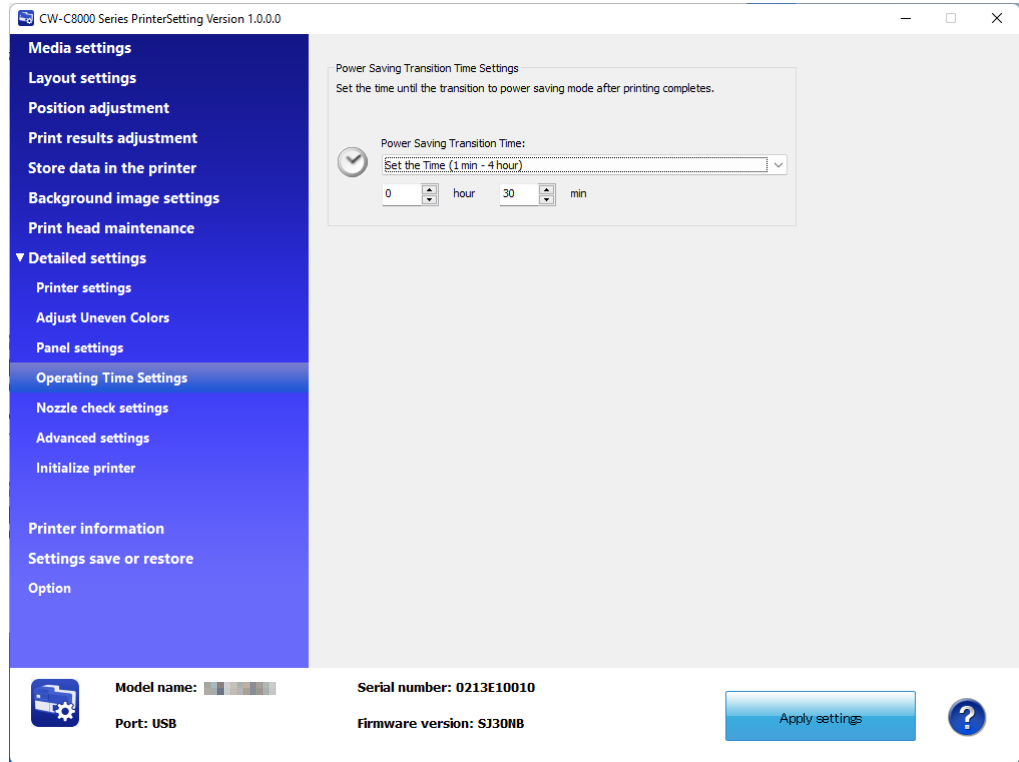 CW-C8000 Series PrinterSetting Version 1.0.0.0
Media settings
Layout settings
Position adjustment
Print results adjustment
Store data in the printer
Background image settings
Print head maintenance
Detailed settings
Printer settings
Adjust Uneven Colors
Panel settings
Operating Time Settings
Nozzle check settings
Advanced settings
Initialize printer
Printer information
Settings save or restore
Option
Power Saving Transition Time Settings
Set the time until the transition to power saving mode after printing completes.
Power Saving Transition Time:
Set the Time (1 min - 4 hour)
0 hour 30 min
Model name:
Serial number: 0213E10010
Port: USB
Firmware version: SJ30NB
Apply settings
?